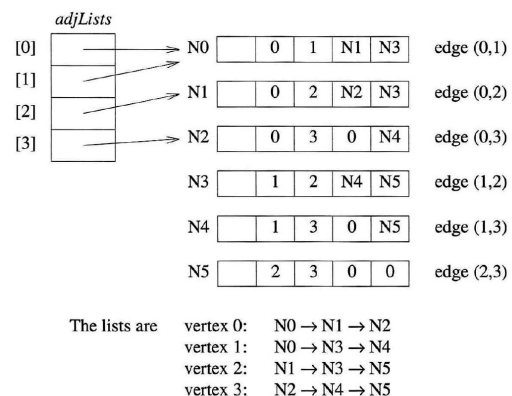 adjLists
[0] N0 0 1 N1 N3 edge (0,1)
[1] N1 0 2 N2 N3 edge (0,2)
[2] N2 0 3 0 N4 edge (0,3)
[3] N3 1 2 N4 N5 edge (1,2)
N4 1 3 0 N5 edge (1,3)
N5 2 3 0 0 edge (2,3)
The lists are vertex 0: N0 → N1 → N2
vertex 1: N0 → N3 → N4
vertex 2: N1 → N3 → N5
vertex 3: N2 → N4 → N5